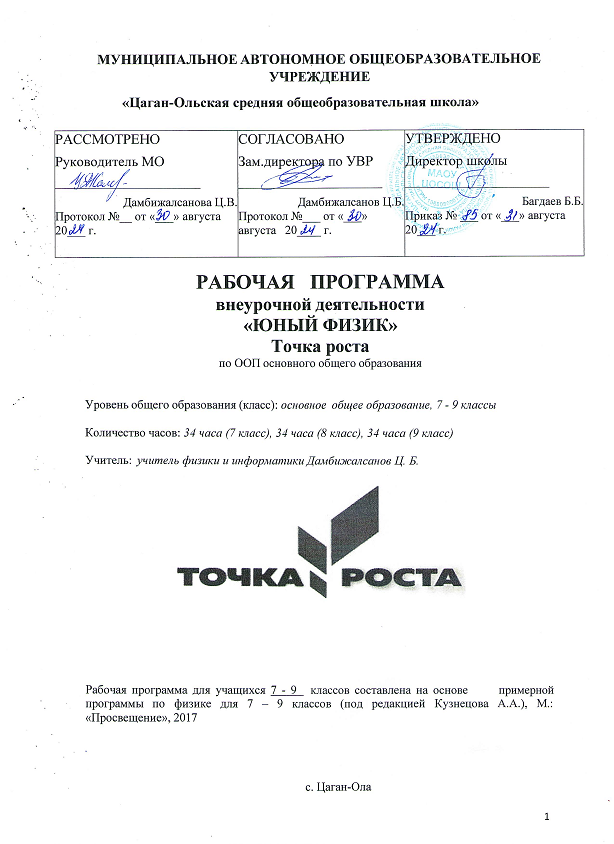 МУНИЦИПАЛЬНОЕ АВТОНОМНОЕ ОБЩЕОБРАЗОВАТЕЛЬНОЕ
УЧРЕЖДЕНИЕ
«Цаган-Ольская средняя общеобразовательная школа»
РАССМОТРЕНО
Руководитель МО
Дамбижалсанова Ц.В.
Протокол №__ от «30» августа
2024 г.
СОГЛАСОВАНО
Зам.директора по УВР
Дамбижалсанов Ц.Б.
Протокол №___ от «30»
августа 2024 г.
УТВЕРЖДЕНО
Директор школы
МАОУ
ЦОСОШ
Багдаев Б.Б.
Приказ № 85 от «31» августа
2024 г.
РАБОЧАЯ ПРОГРАММА
внеурочной деятельности
«ЮНЫЙ ФИЗИК»
Точка роста
по ООП основного общего образования
Уровень общего образования (класс): основное общее образование, 7 - 9 классы
Количество часов: 34 часа (7 класс), 34 часа (8 класс), 34 часа (9 класс)
Учитель: учитель физики и информатики Дамбижалсанов Ц. Б.
ТОЧКА РОСТА
Рабочая программа для учащихся 7 - 9 классов составлена на основе примерной
программы по физике для 7 – 9 классов (под редакцией Кузнецова А.А.), М.:
«Просвещение», 2017
с. Цаган-Ола
1